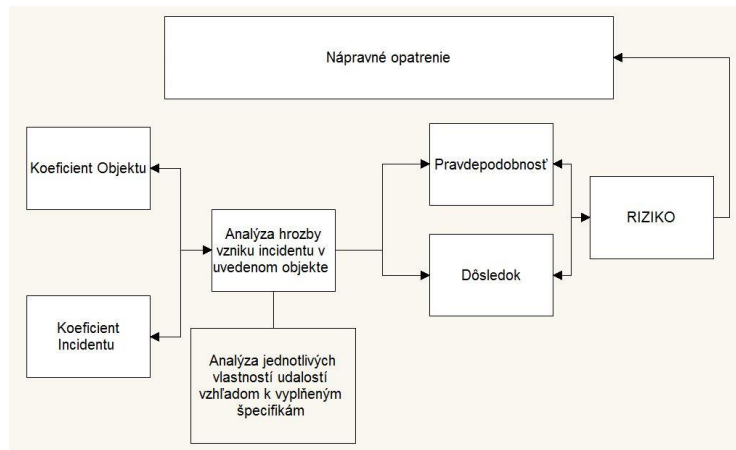 Nápravné opatrenie
Koeficient Objektu
Pravdepodobnosť
RIZIKO
Analýza hrozby
vzniku incidentu v
uvedenom objekte
Dôsledok
Koeficient
Incidentu
Analýza jednotlivých
vlastností udalostí
vzhľadom k vyplňeným
špecifikám